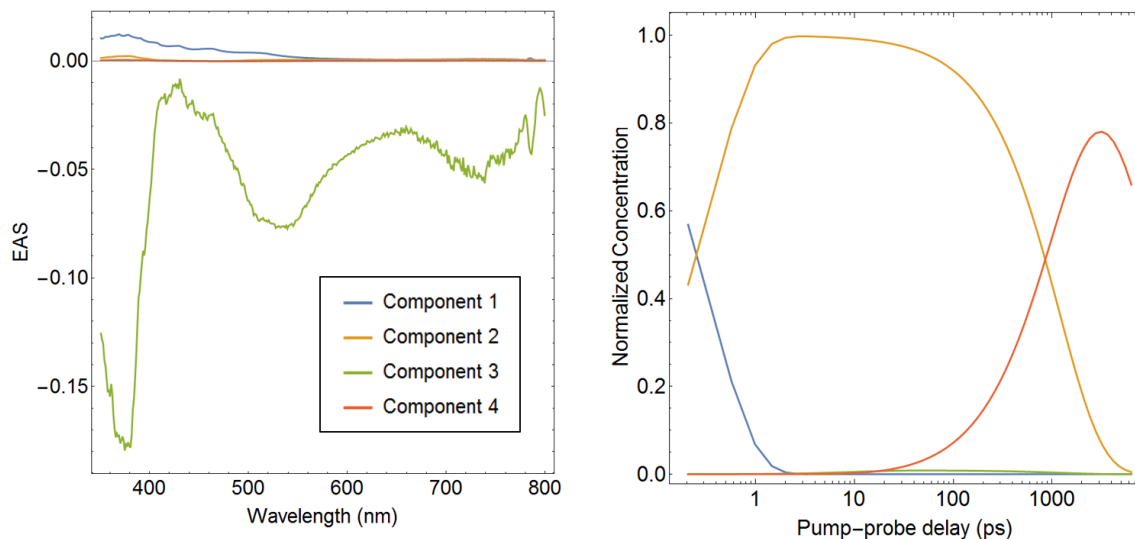 0.00
−0.05
−0.10
−0.15
EAS
Component 1
Component 2
Component 3
Component 4
400 500 600 700 800
Wavelength (nm)
1.0
0.8
0.6
0.4
0.2
0.0
Normalized Concentration
1 10 100 1000
Pump−probe delay (ps)